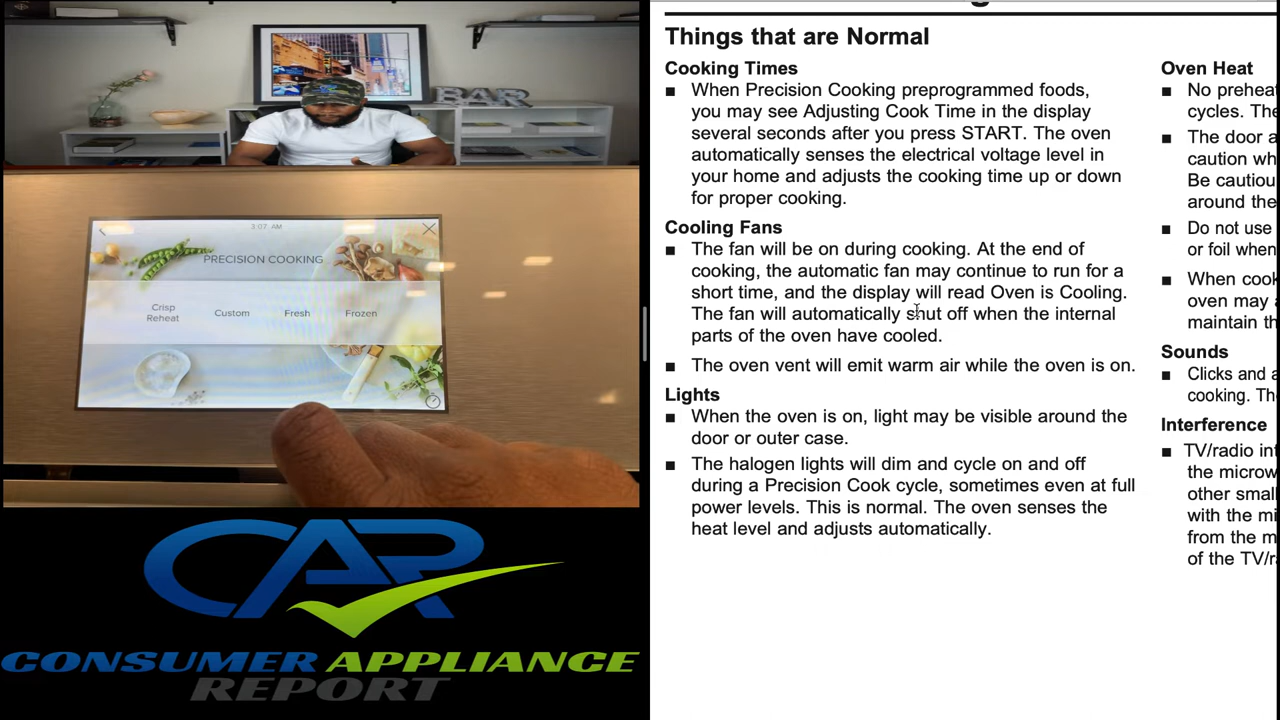 BAR
3:07 AM
PRECISION COOKING
Crisp
Reheat
Custom
Fresh
Frozen
CAR
CONSUMER APPLIANCE
REPORT
Things that are Normal
Cooking Times
■ When Precision Cooking preprogrammed foods,
you may see Adjusting Cook Time in the display
several seconds after you press START. The oven
automatically senses the electrical voltage level in
your home and adjusts the cooking time up or down
for proper cooking.
Cooling Fans
■ The fan will be on during cooking. At the end of
cooking, the automatic fan may continue to run for a
short time, and the display will read Oven is Cooling.
The fan will automatically shut off when the internal
parts of the oven have cooled.
■ The oven vent will emit warm air while the oven is on.
Lights
■ When the oven is on, light may be visible around the
door or outer case.
■ The halogen lights will dim and cycle on and off
during a Precision Cook cycle, sometimes even at full
power levels. This is normal. The oven senses the
heat level and adjusts automatically.
Oven Heat
■ No prehea
cycles. The
■ The door a
caution wh
Be cautiou
around the
■ Do not use
or foil when
■ When cook
oven may
maintain th
Sounds
■ Clicks and a
cooking. Th
Interference
■ TV/radio in
the microw
other smal
with the mi
from the m
of the TV/r